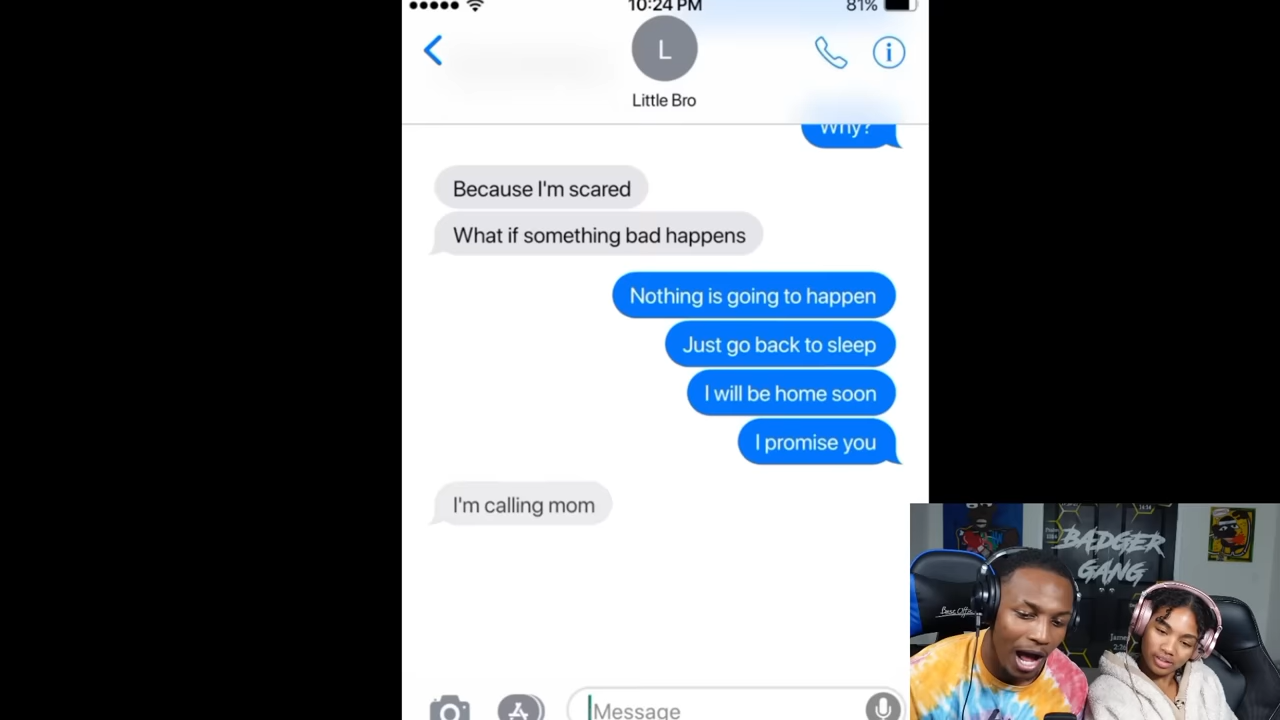 10:24 PM
81%
L
Little Bro
Why?
Because I'm scared
What if something bad happens
Nothing is going to happen
Just go back to sleep
I will be home soon
I promise you
I'm calling mom
Message
BADGER
GANG